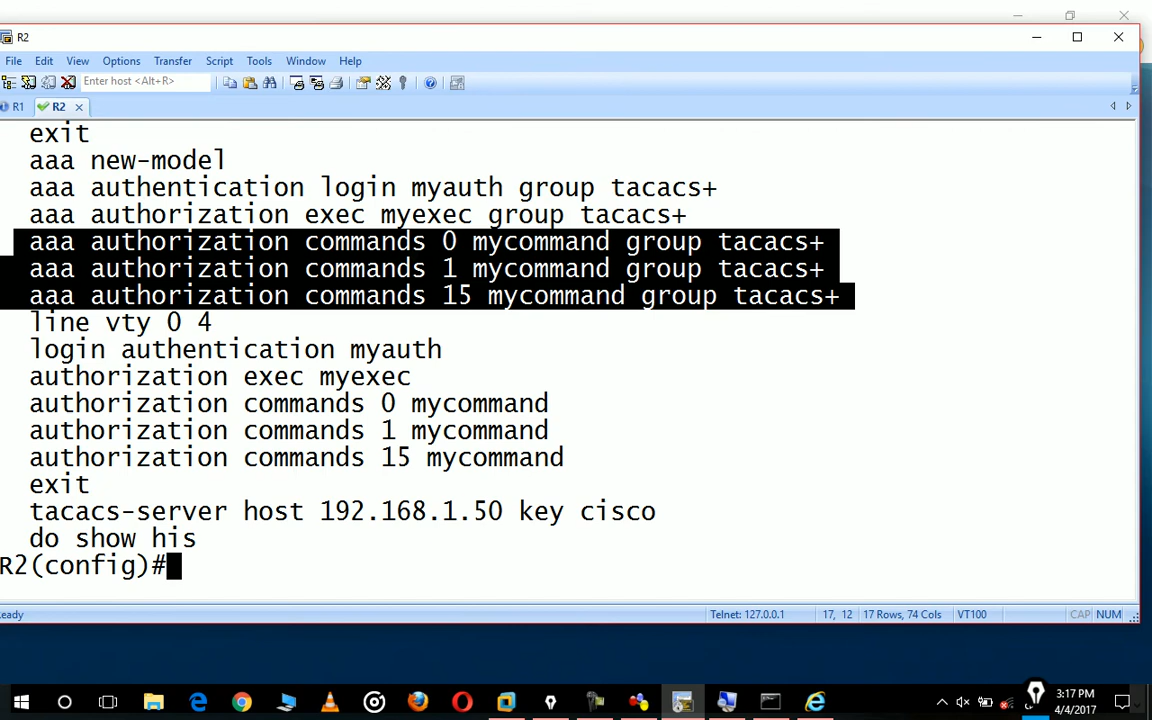 R2
File Edit View Options Transfer Script Tools Window Help
Enter host <Alt+R>
R1 R2
exit
aaa new-model
aaa authentication login myauth group tacacs+
aaa authorization exec myexec group tacacs+
aaa authorization commands 0 mycommand group tacacs+
aaa authorization commands 1 mycommand group tacacs+
aaa authorization commands 15 mycommand group tacacs+
line vty 0 4
login authentication myauth
authorization exec myexec
authorization commands 0 mycommand
authorization commands 1 mycommand
authorization commands 15 mycommand
exit
tacacs-server host 192.168.1.50 key cisco
do show his
R2(config)#
eady Telnet: 127.0.0.1 17, 12 17 Rows, 74 Cols VT100 CAP NUM
3:17 PM
4/4/2017